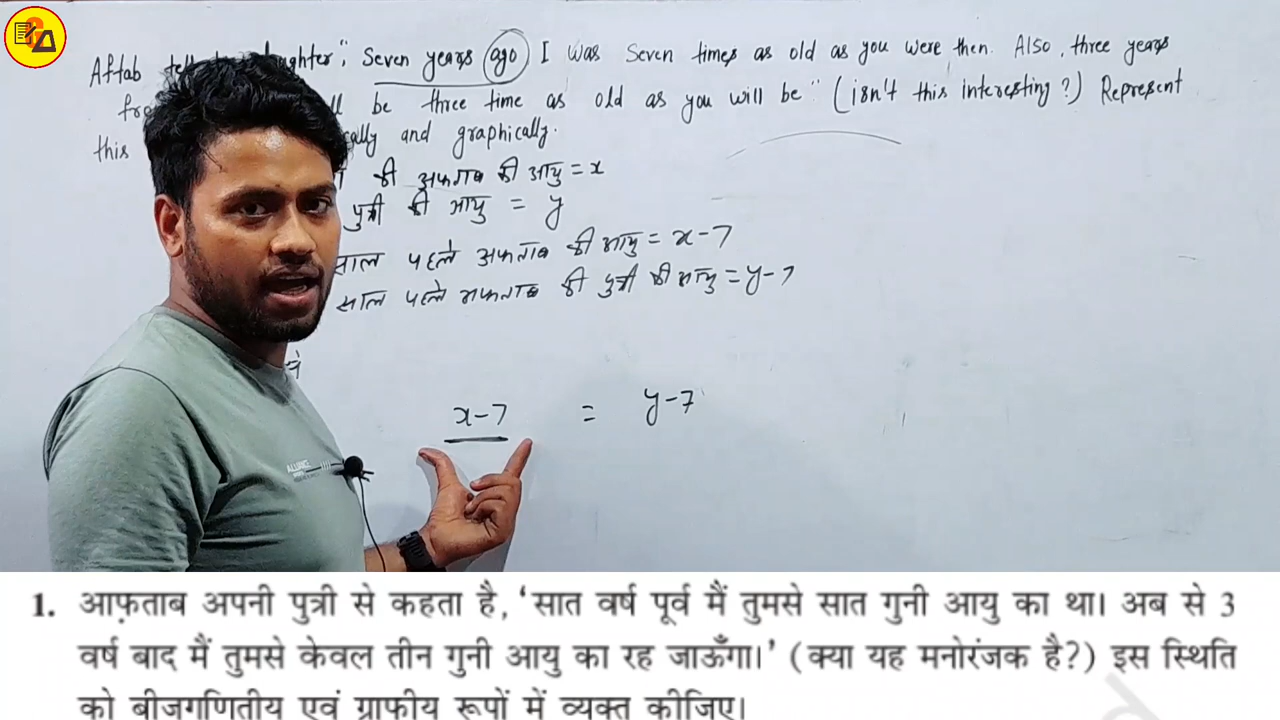 Aftab Seven years ago I was Seven times as old as you were then. Also, three years
be three time as old as you will be" (isn't this interesting?) Represent
this and graphically.
की अफताब की आयु = x
पुत्री की आयु = y
साल पहले अफताब की आयु = x-7
साल पहले अफताब की पुत्री की आयु = y-7
x-7 = y-7
ALLIANCE
1. आफ़ताब अपनी पुत्री से कहता है, 'सात वर्ष पूर्व मैं तुमसे सात गुनी आयु का था। अब से 3
वर्ष बाद मैं तुमसे केवल तीन गुनी आयु का रह जाऊँगा।' (क्या यह मनोरंजक है?) इस स्थिति
को बीजगणितीय एवं ग्राफीय रूपों में व्यक्त कीजिए।